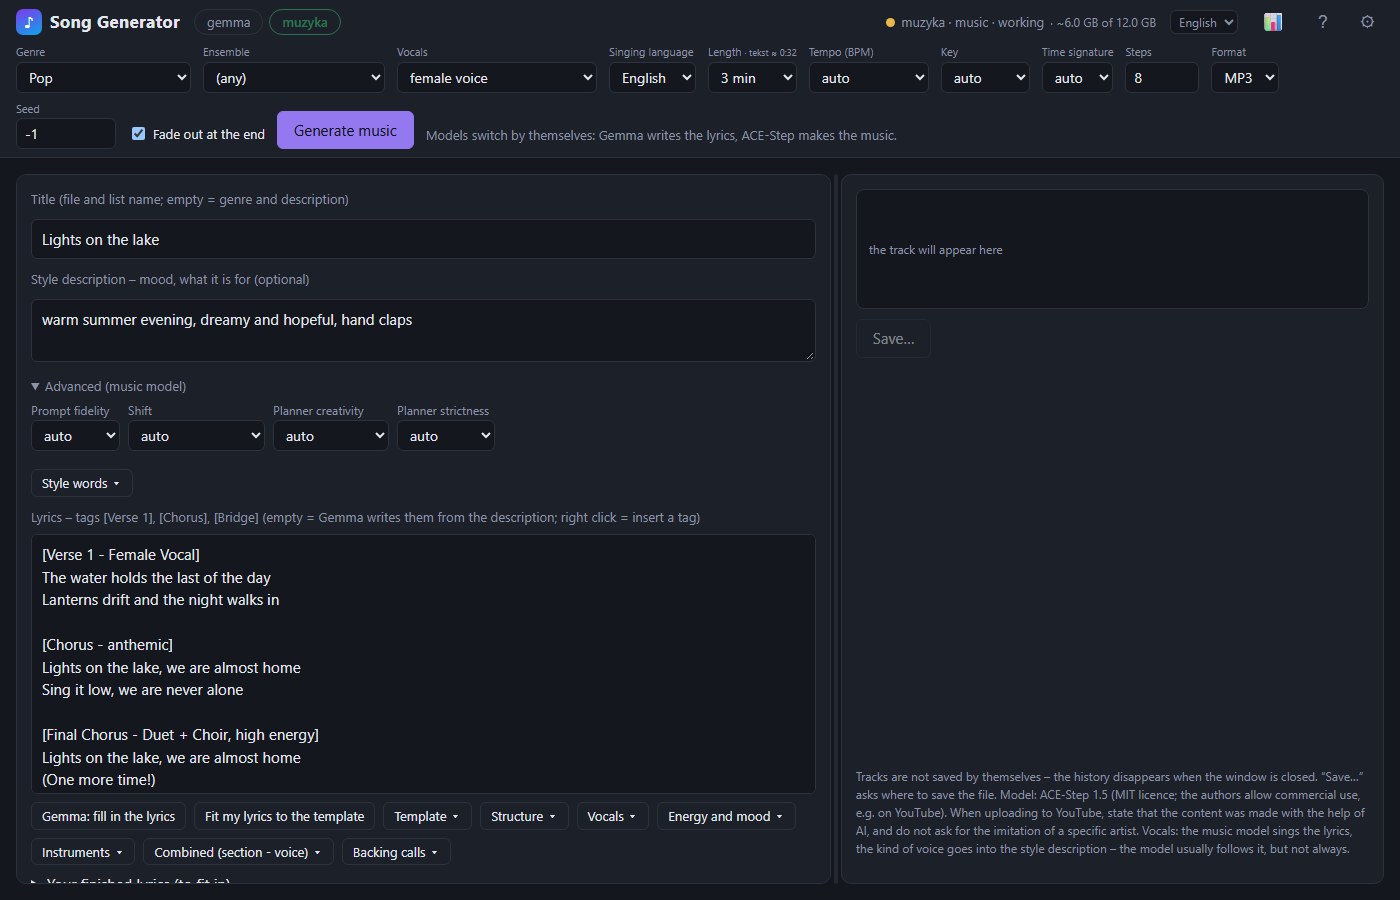 Song Generator gemma muzyka muzyka · music · working · ~6.0 GB of 12.0 GB English ?
Genre Ensemble Vocals Singing language Length · tekst ≈ 0:32 Tempo (BPM) Key Time signature Steps Format
Pop (any) female voice English 3 min auto auto auto 8 MP3
Seed
-1 Fade out at the end Generate music Models switch by themselves: Gemma writes the lyrics, ACE-Step makes the music.
Title (file and list name; empty = genre and description)
Lights on the lake
Style description – mood, what it is for (optional)
warm summer evening, dreamy and hopeful, hand claps
Advanced (music model)
Prompt fidelity Shift Planner creativity Planner strictness
auto auto auto auto
Style words
Lyrics – tags [Verse 1], [Chorus], [Bridge] (empty = Gemma writes them from the description; right click = insert a tag)
[Verse 1 - Female Vocal]
The water holds the last of the day
Lanterns drift and the night walks in
[Chorus - anthemic]
Lights on the lake, we are almost home
Sing it low, we are never alone
[Final Chorus - Duet + Choir, high energy]
Lights on the lake, we are almost home
(One more time!)
Gemma: fill in the lyrics Fit my lyrics to the template Template Structure Vocals Energy and mood
Instruments Combined (section - voice) Backing calls
Your finished lyrics (to fit in)
the track will appear here
Save...
Tracks are not saved by themselves – the history disappears when the window is closed. “Save...”
asks where to save the file. Model: ACE-Step 1.5 (MIT licence; the authors allow commercial use,
e.g. on YouTube). When uploading to YouTube, state that the content was made with the help of
AI, and do not ask for the imitation of a specific artist. Vocals: the music model sings the lyrics,
the kind of voice goes into the style description – the model usually follows it, but not always.